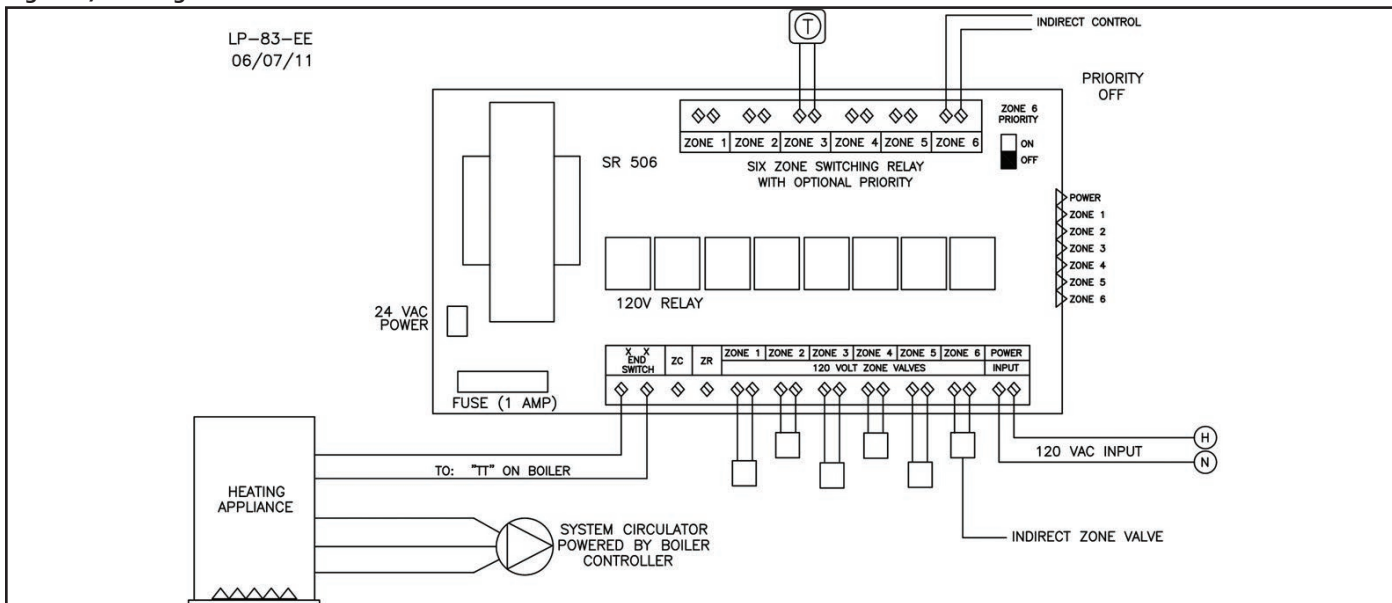 INDIRECT CONTROL
LP-83-EE
06/07/11
T
PRIORITY
OFF
ZONE 6
PRIORITY
ON
OFF
ZONE 1 ZONE 2 ZONE 3 ZONE 4 ZONE 5 ZONE 6
SR 506
SIX ZONE SWITCHING RELAY
WITH OPTIONAL PRIORITY
POWER
ZONE 1
ZONE 2
ZONE 3
ZONE 4
ZONE 5
ZONE 6
120V RELAY
24 VAC
POWER
X X
END
SWITCH
ZC
ZR
ZONE 1 ZONE 2 ZONE 3 ZONE 4 ZONE 5 ZONE 6
120 VOLT ZONE VALVES
POWER
INPUT
FUSE (1 AMP)
H
120 VAC INPUT
N
TO: "TT" ON BOILER
HEATING
APPLIANCE
SYSTEM CIRCULATOR
POWERED BY BOILER
CONTROLLER
INDIRECT ZONE VALVE